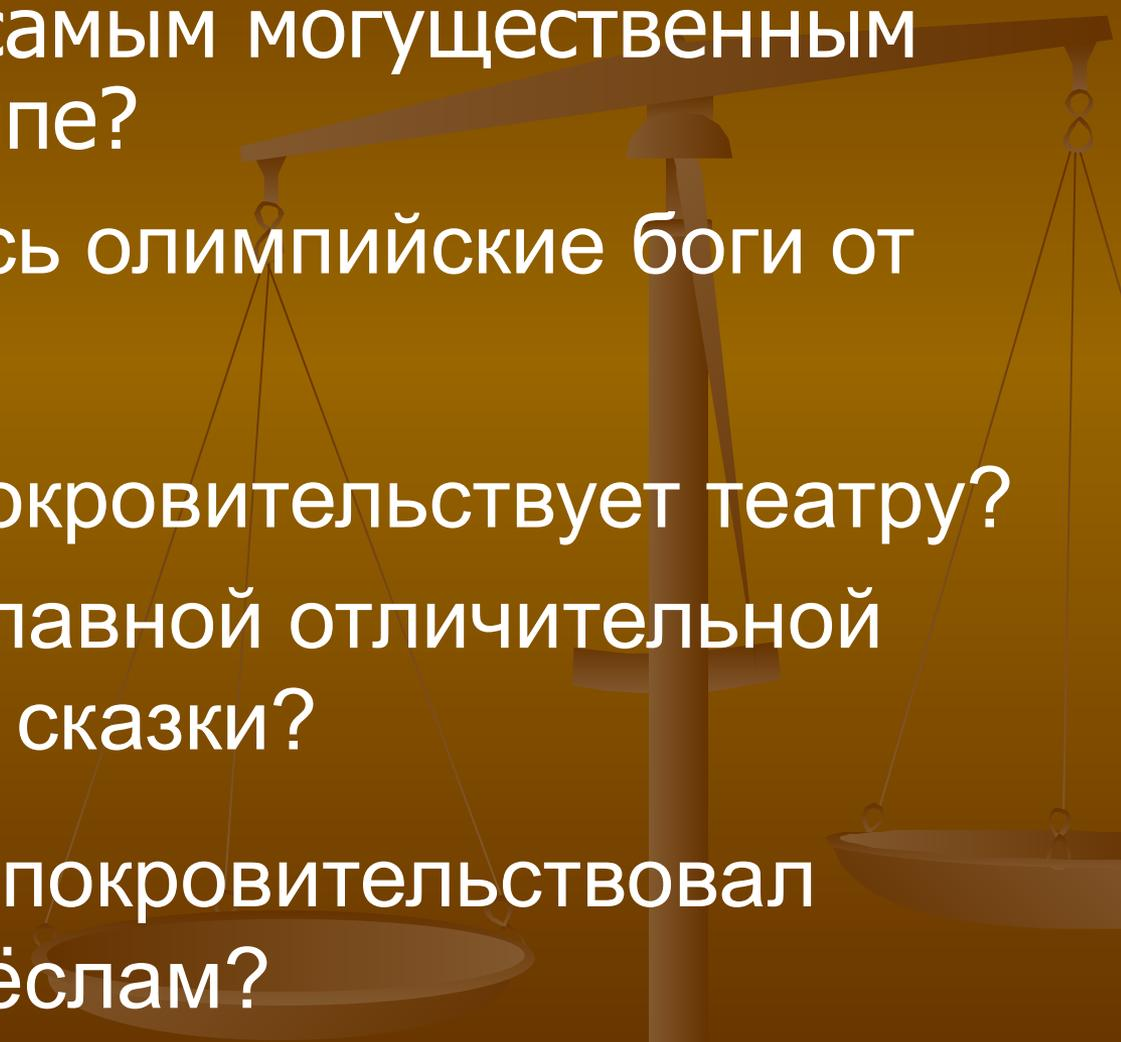 самым могущественным
пе?
сь олимпийские боги от
окровительствует театру?
лавной отличительной
сказки?
покровительствовал
ёслам?